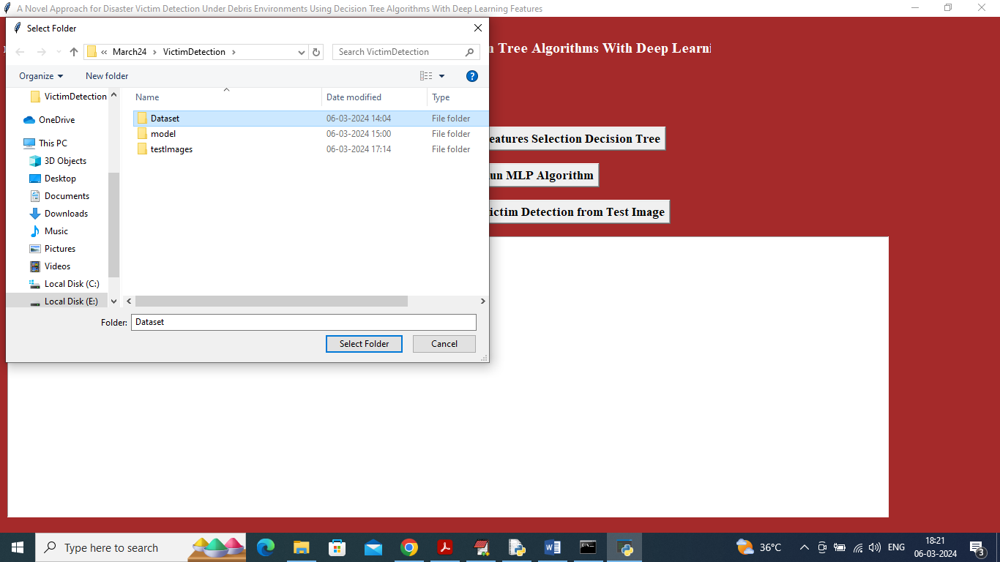 A Novel Approach for Disaster Victim Detection Under Debris Environments Using Decision Tree Algorithms With Deep Learning Features
Select Folder
« March24 > VictimDetection >
Search VictimDetection
Tree Algorithms With Deep Learni
Organize
New folder
?
Name
Date modified
Type
VictimDetection
OneDrive
This PC
3D Objects
Desktop
Documents
Downloads
Music
Pictures
Videos
Local Disk (C:)
Local Disk (E:)
Dataset 06-03-2024 14:04 File folder
model 06-03-2024 15:00 File folder
testImages 06-03-2024 17:14 File folder
eatures Selection Decision Tree
un MLP Algorithm
ictim Detection from Test Image
Folder: Dataset
Select Folder
Cancel
Type here to search
36°C
ENG
18:21
06-03-2024
3